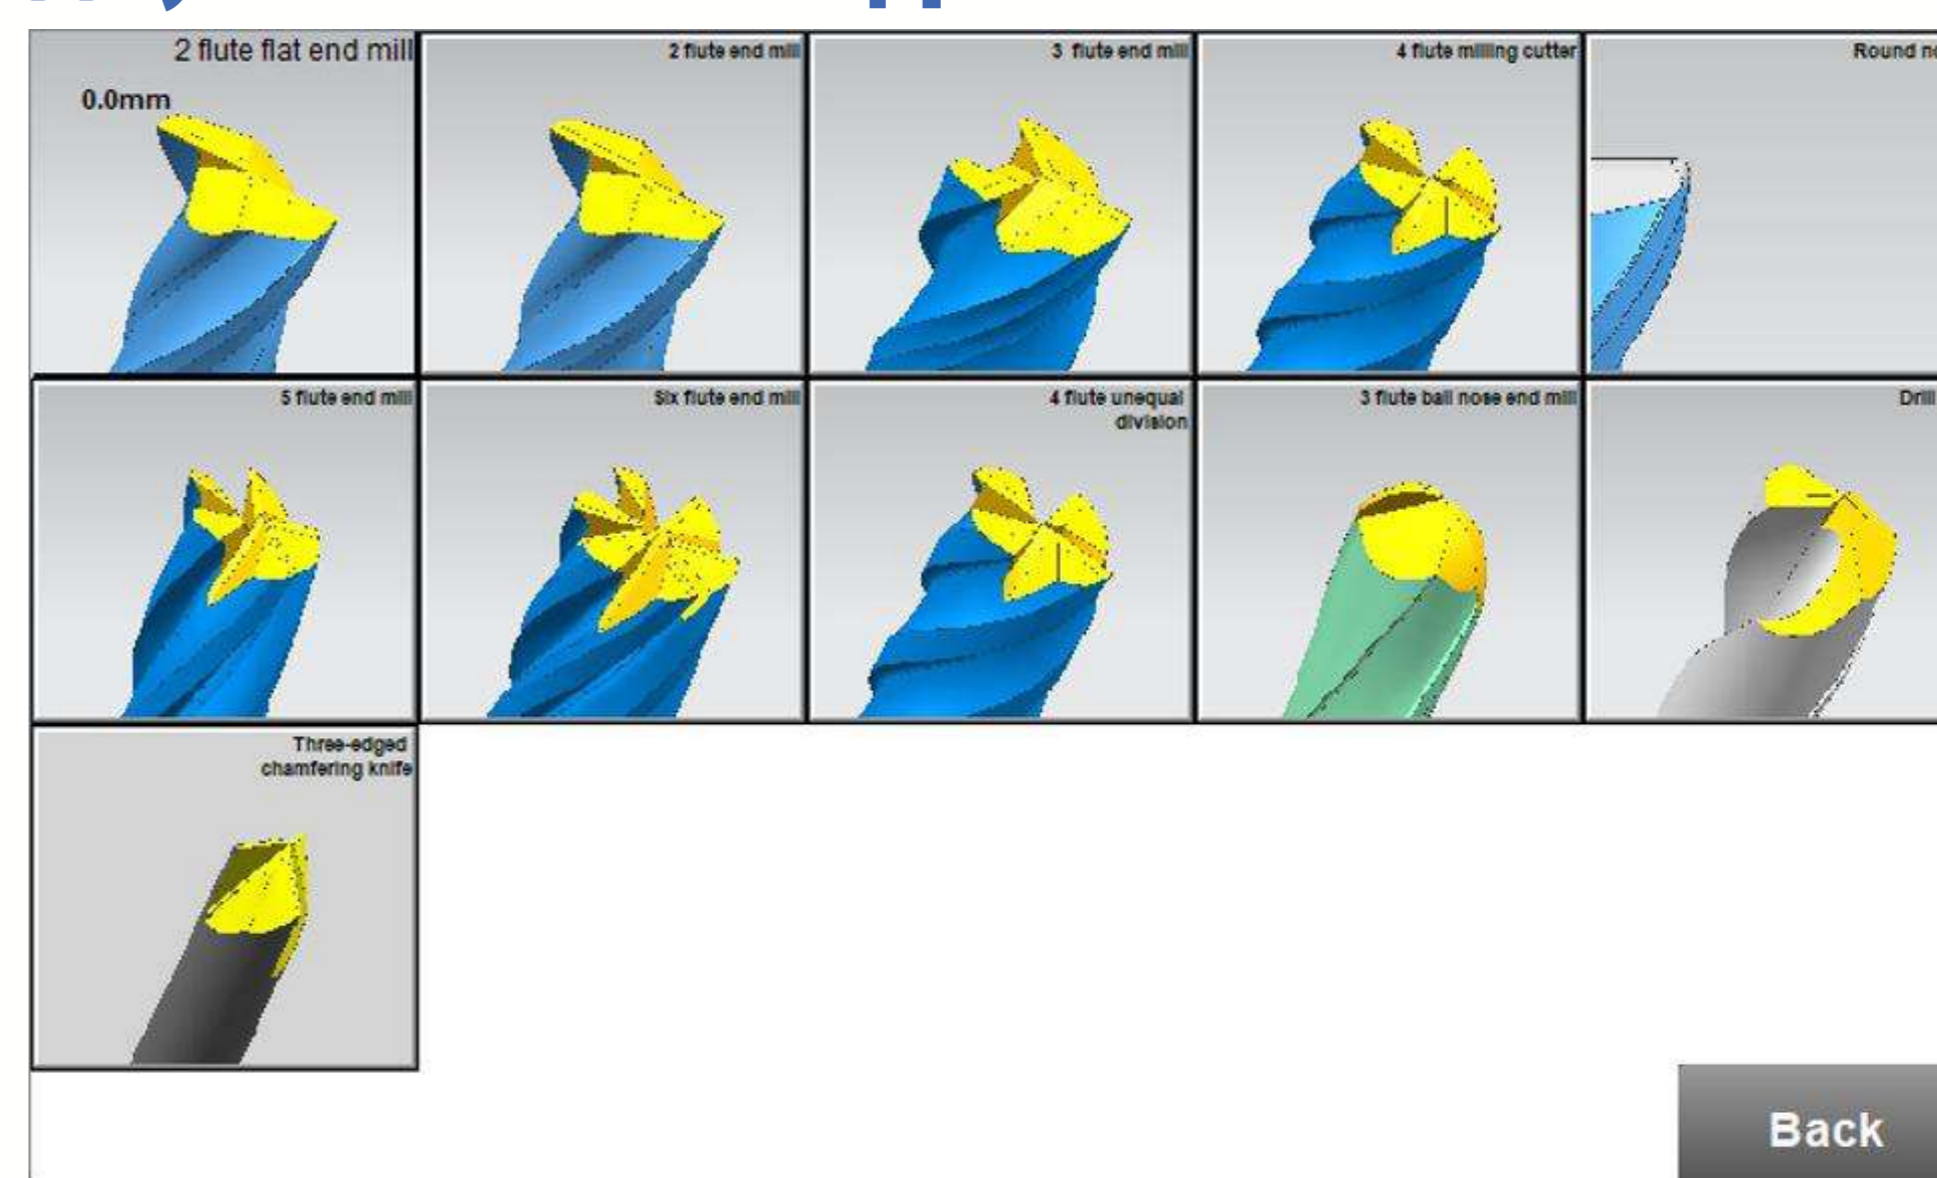 2 flute flat end mill
0.0mm
2 flute end mill
3 flute end mill
4 flute milling cutter
Round
5 flute end mill
Six flute end mill
4 flute unequal
division
3 flute ball nose end mill
Drill
Three-edged
chamfering knife
Back